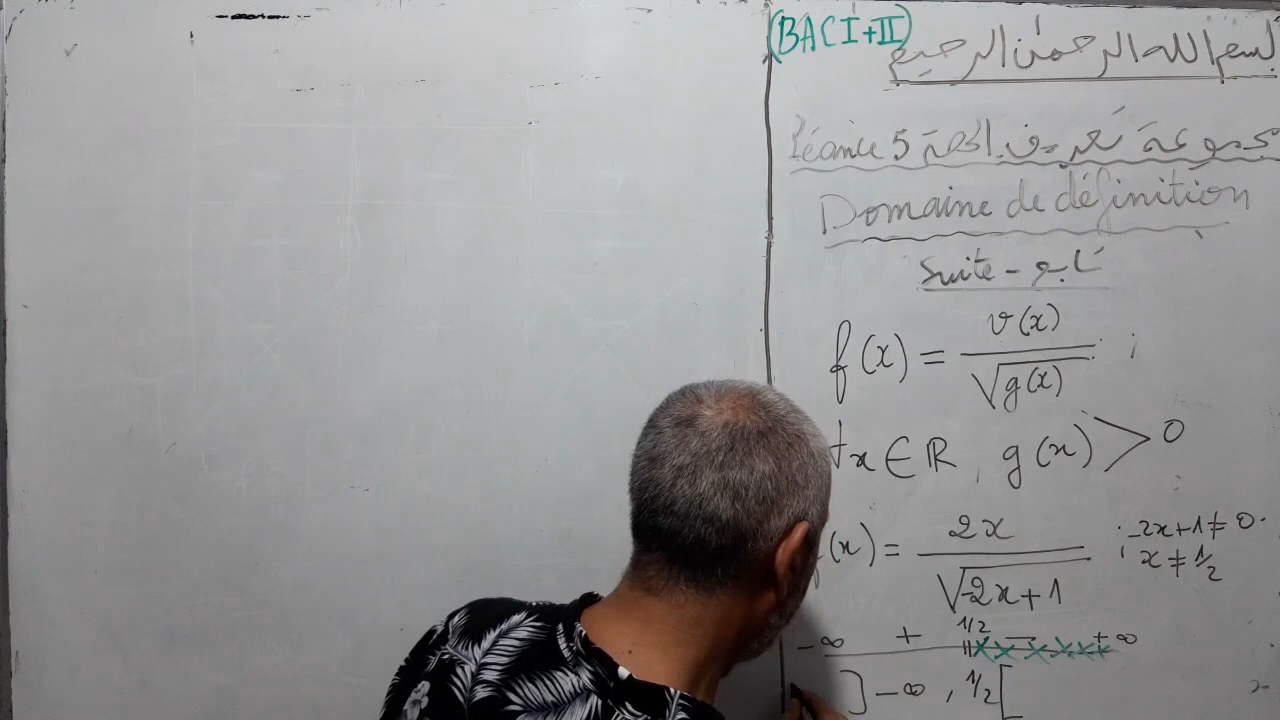 (BAC I+II)
بسم الله الرحمن الرحيم
Séance 5 مجموعة تعريف الحصة
Domaine de définition
Suite - تابع
f(x) = v(x) / √g(x) ;
∀x ∈ ℝ , g(x) > 0
f(x) = 2x / √-2x+1 ; -2x+1 ≠ 0
x ≠ 1/2
-∞ + 1/2 - +∞
]-∞ , 1/2[